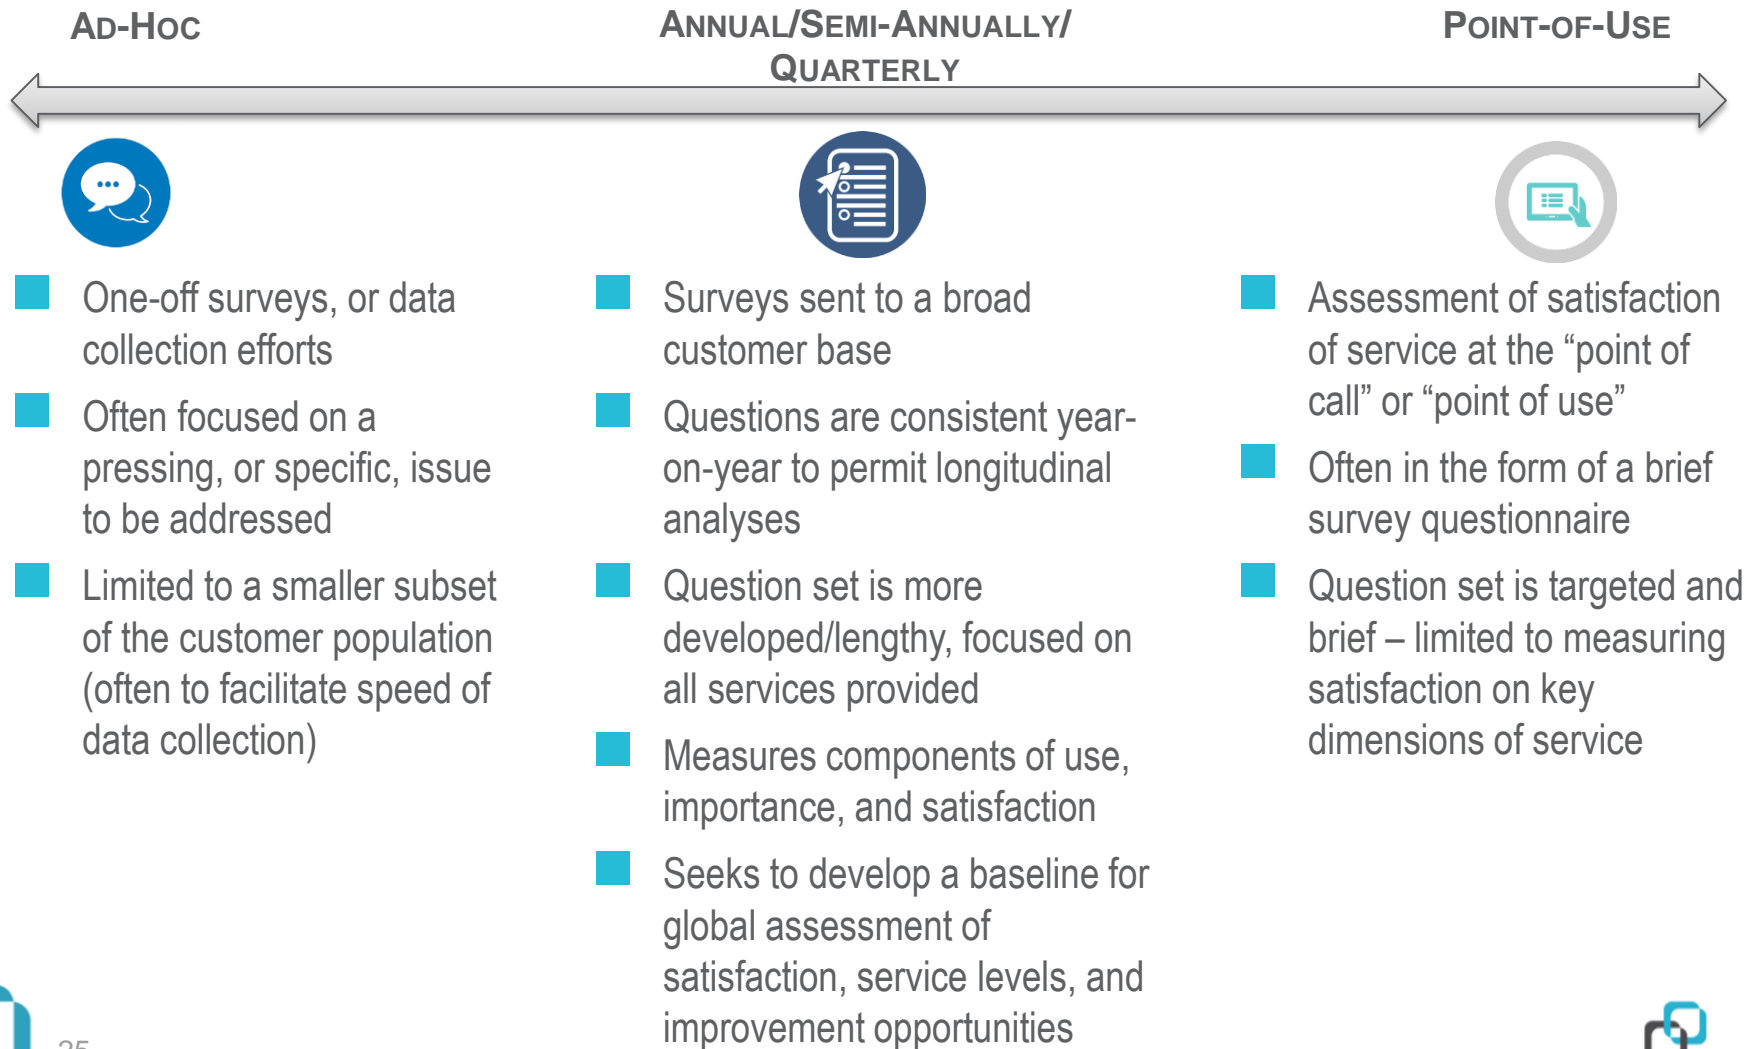 AD-HOC
ANNUAL/SEMI-ANNUALLY/
QUARTERLY
POINT-OF-USE
One-off surveys, or data
collection efforts
Often focused on a
pressing, or specific, issue
to be addressed
Limited to a smaller subset
of the customer population
(often to facilitate speed of
data collection)
Surveys sent to a broad
customer base
Questions are consistent year-
on-year to permit longitudinal
analyses
Question set is more
developed/lengthy, focused on
all services provided
Measures components of use,
importance, and satisfaction
Seeks to develop a baseline for
global assessment of
satisfaction, service levels, and
improvement opportunities
Assessment of satisfaction
of service at the “point of
call” or “point of use”
Often in the form of a brief
survey questionnaire
Question set is targeted and
brief – limited to measuring
satisfaction on key
dimensions of service